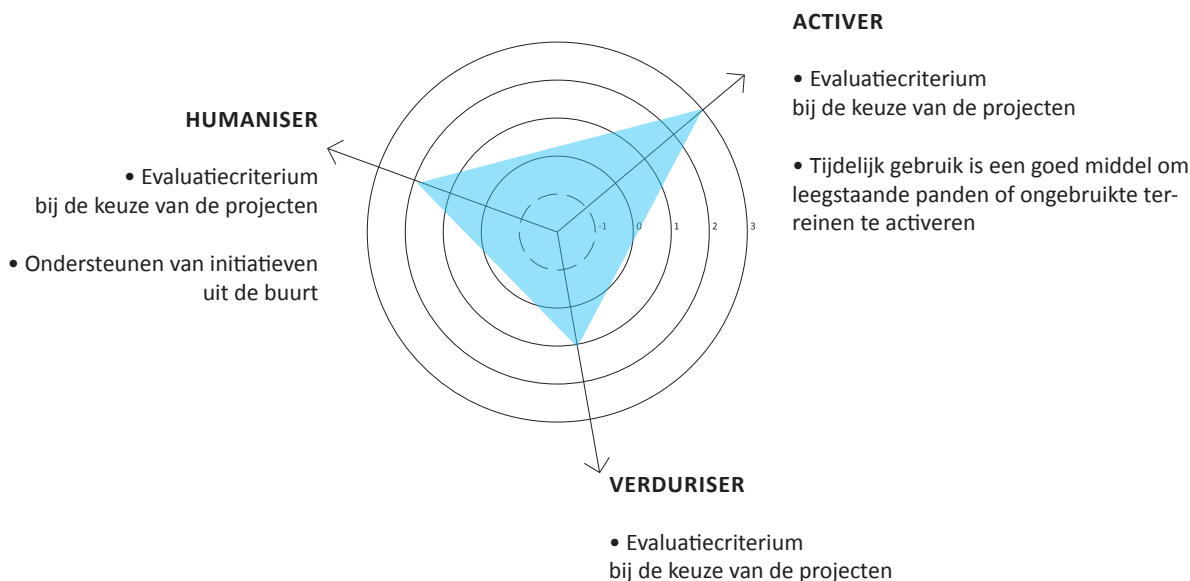 ACTIVER
• Evaluatiecriterium
bij de keuze van de projecten
• Tijdelijk gebruik is een goed middel om
leegstaande panden of ongebruikte ter-
reinen te activeren
HUMANISER
• Evaluatiecriterium
bij de keuze van de projecten
• Ondersteunen van initiatieven
uit de buurt
-1 0 1 2 3
VERDURISER
• Evaluatiecriterium
bij de keuze van de projecten